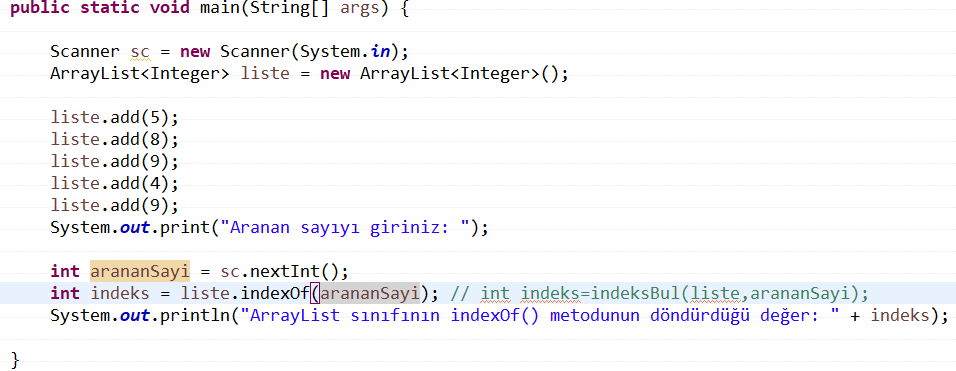 public static void main(String[] args) {
Scanner sc = new Scanner(System.in);
ArrayList<Integer> liste = new ArrayList<Integer>();
liste.add(5);
liste.add(8);
liste.add(9);
liste.add(4);
liste.add(9);
System.out.print("Aranan sayıyı giriniz: ");
int arananSayi = sc.nextInt();
int indeks = liste.indexOf(arananSayi); // int indeks=indeksBul(liste,arananSayi);
System.out.println("ArrayList sınıfının indexOf() metodunun döndürdüğü değer: " + indeks);
}